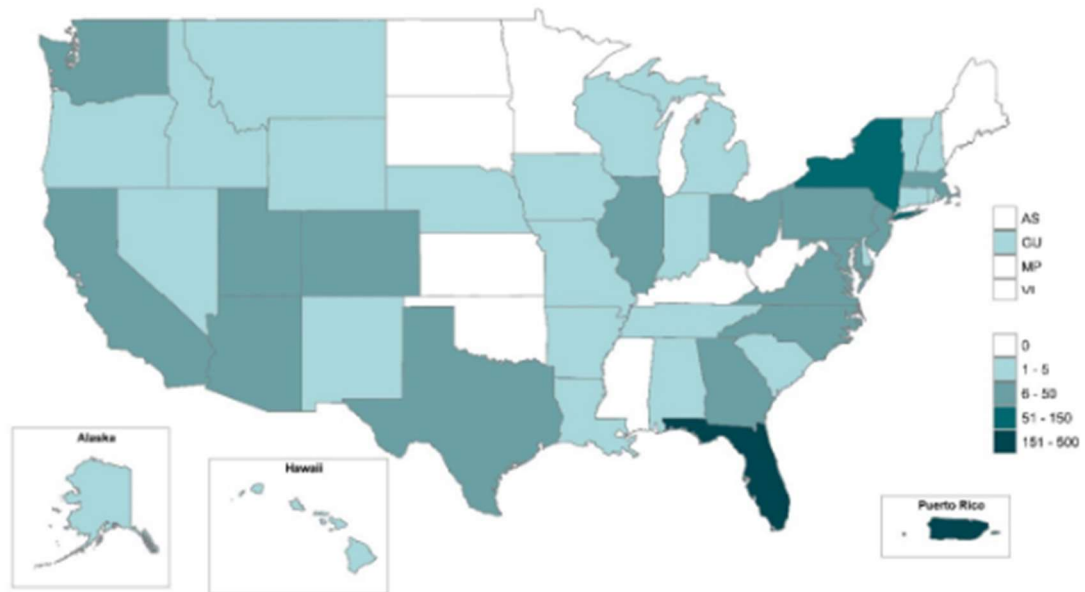 AS
GU
MP
VI
0
1 - 5
6 - 50
51 - 150
151 - 500
Alaska
Hawaii
Puerto Rico